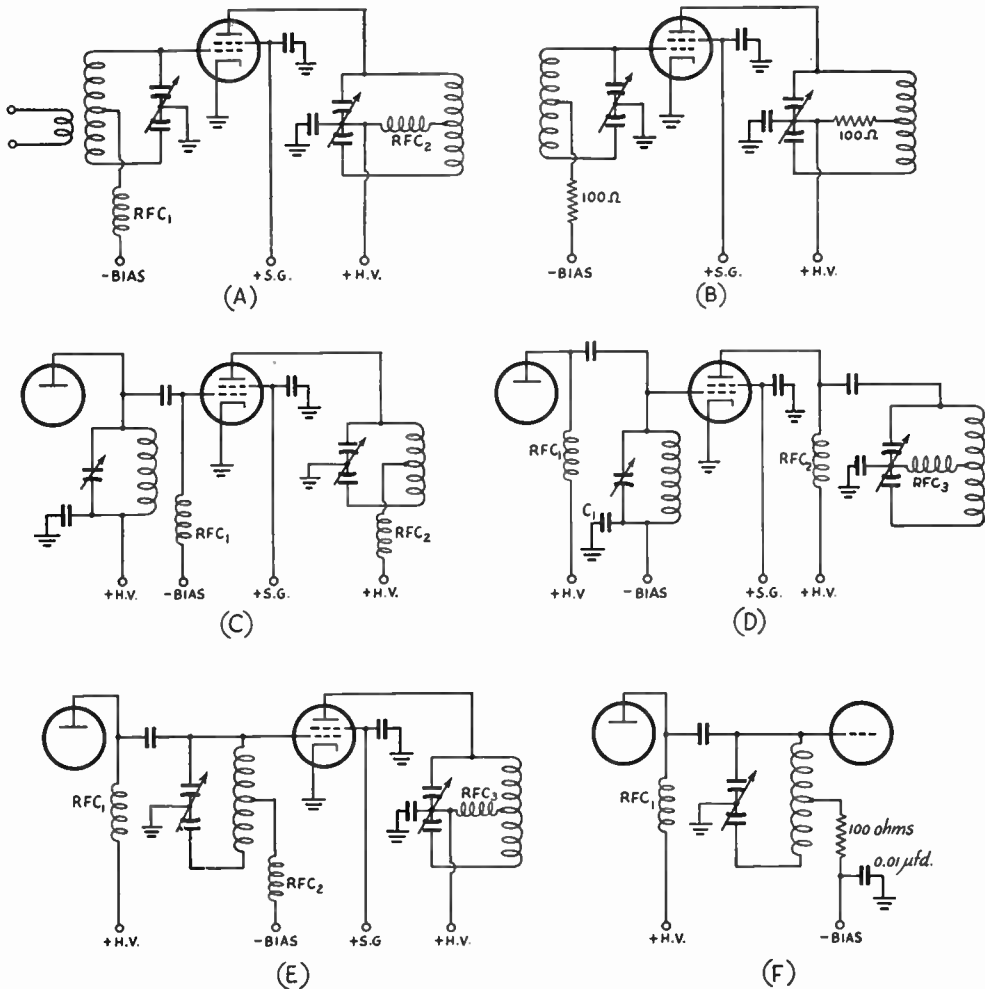 RFC₁
RFC₂
-BIAS
+S.G.
+H.V.
(A)
100Ω
100Ω
-BIAS
+S.G.
+H.V.
(B)
RFC₁
RFC₂
+H.V.
-BIAS
+S.G.
+H.V.
(C)
RFC₁
C₁
RFC₂
RFC₃
+H.V
-BIAS
+S.G.
+H.V.
(D)
RFC₁
RFC₂
RFC₃
+H.V.
-BIAS
+S.G
+H.V.
(E)
RFC₁
100 ohms
0.01 µfd.
+H.V.
-BIAS
(F)